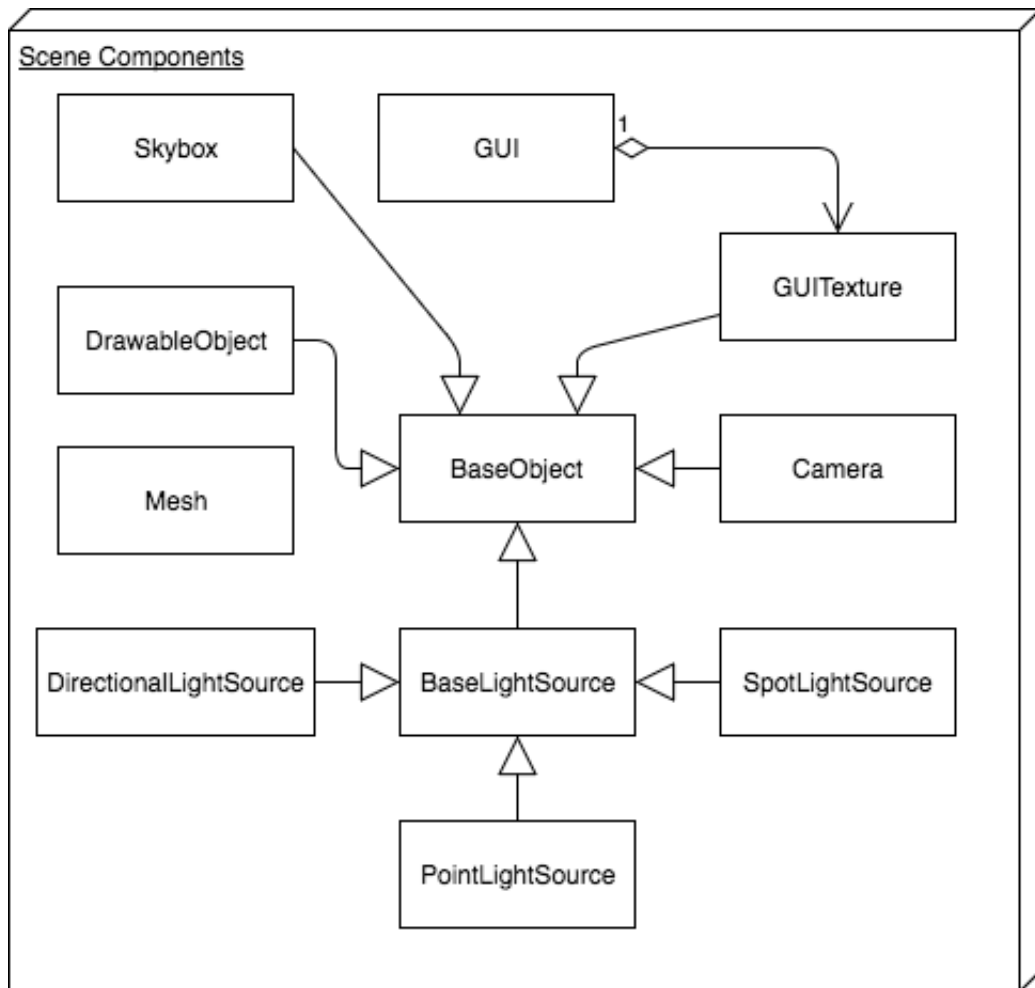 Scene Components
Skybox
GUI
1
GUITexture
DrawableObject
BaseObject
Camera
Mesh
DirectionalLightSource
BaseLightSource
SpotLightSource
PointLightSource